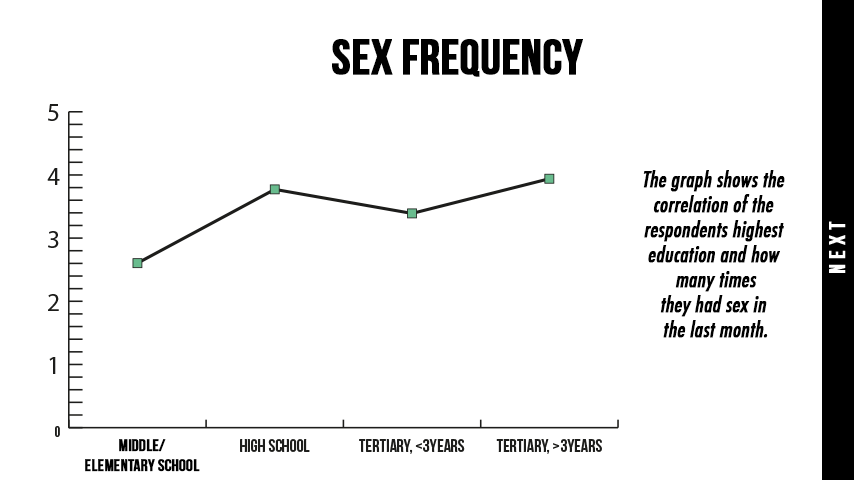 SEX FREQUENCY
5
4
3
2
1
0
MIDDLE/
ELEMENTARY SCHOOL
HIGH SCHOOL
TERTIARY, <3YEARS
TERTIARY, >3YEARS
The graph shows the
correlation of the
respondents highest
education and how
many times
they had sex in
the last month.
NEXT